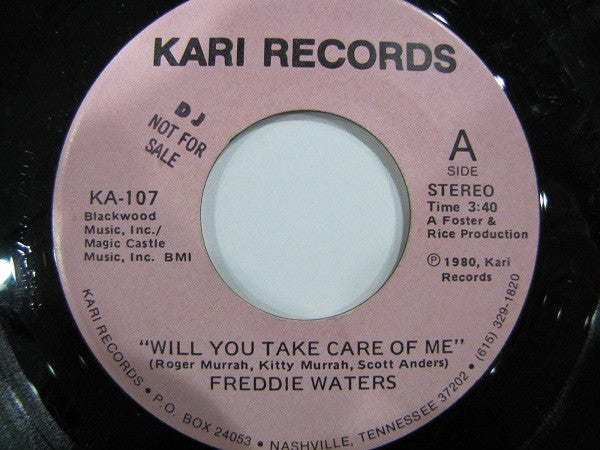 KARI RECORDS
DJ
NOT FOR
SALE
KA-107
Blackwood
Music, Inc./
Magic Castle
Music, Inc. BMI
A
SIDE
STEREO
Time 3:40
A Foster &
Rice Production
Ⓟ 1980, Kari
Records
"WILL YOU TAKE CARE OF ME"
(Roger Murrah, Kitty Murrah, Scott Anders)
FREDDIE WATERS
KARI RECORDS • P.O. BOX 24053 • NASHVILLE, TENNESSEE 37202 • (615) 329-1820